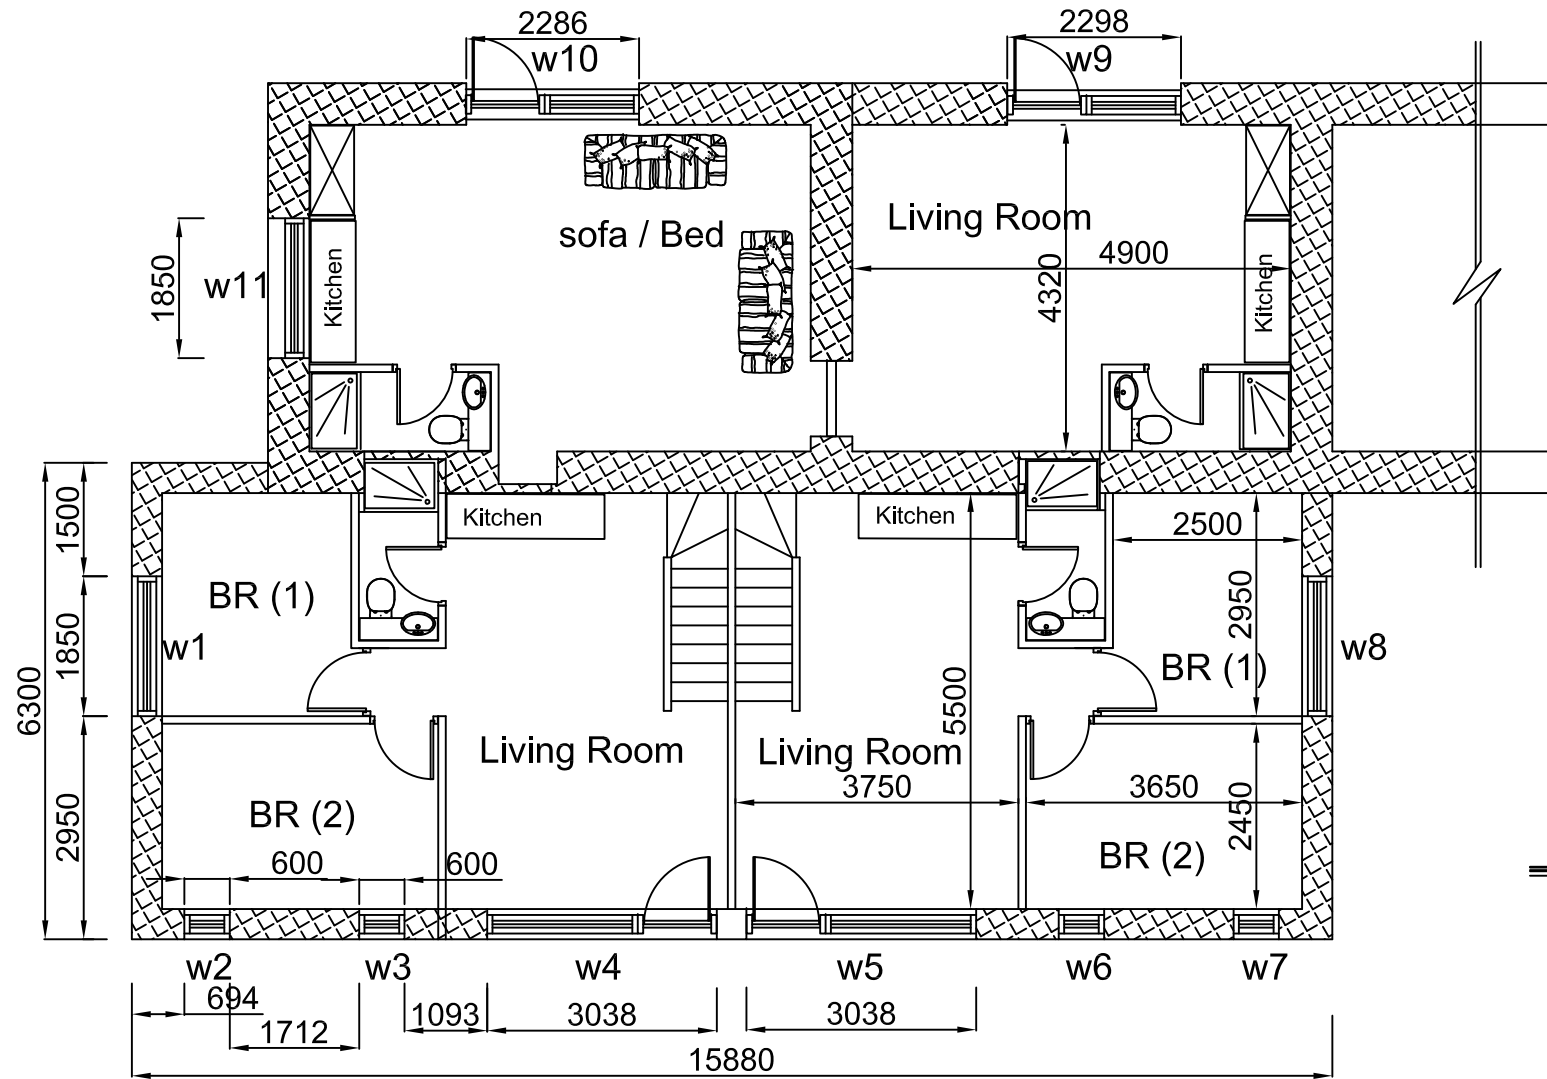 2286
2298
w10
w9
Living Room
sofa / Bed
4900
4320
1850
w11
Kitchen
Kitchen
Kitchen
Kitchen
1500
2500
BR (1)
2950
1850
w1
w8
6300
BR (1)
5500
Living Room
Living Room
3750
3650
2950
BR (2)
2450
BR (2)
600
600
w2
w3
w4
w5
w6
w7
694
1093
3038
3038
1712
15880